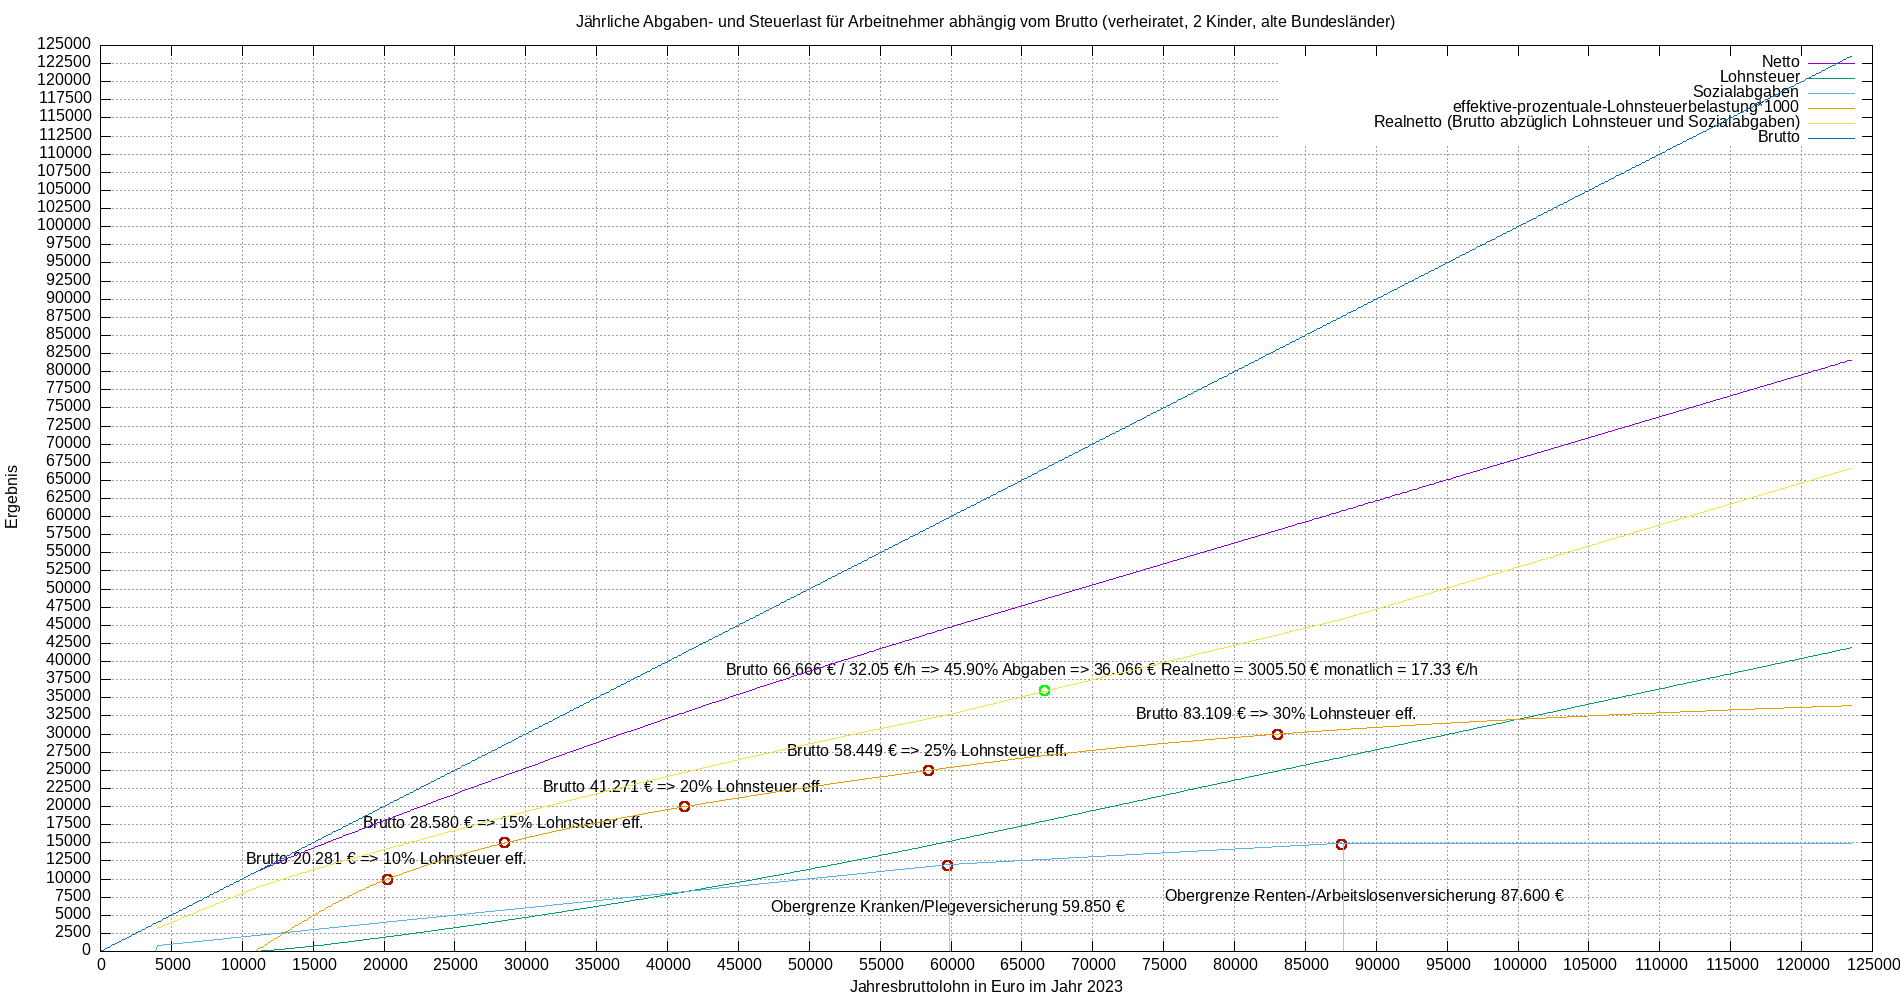 Jährliche Abgaben- und Steuerlast für Arbeitnehmer abhängig vom Brutto (verheiratet, 2 Kinder, alte Bundesländer)
125000
122500
120000
117500
115000
112500
110000
107500
105000
102500
100000
97500
95000
92500
90000
87500
85000
82500
80000
77500
75000
72500
70000
67500
65000
62500
60000
57500
55000
52500
50000
47500
45000
42500
40000
37500
35000
32500
30000
27500
25000
22500
20000
17500
15000
12500
10000
7500
5000
2500
0
Ergebnis
Netto
Lohnsteuer
Sozialabgaben
effektive-prozentuale-Lohnsteuerbelastung*1000
Realnetto (Brutto abzüglich Lohnsteuer und Sozialabgaben)
Brutto
Brutto 66.666 € / 32.05 €/h => 45.90% Abgaben => 36.066 € Realnetto = 3005.50 € monatlich = 17.33 €/h
Brutto 83.109 € => 30% Lohnsteuer eff.
Brutto 58.449 € => 25% Lohnsteuer eff.
Brutto 41.271 € => 20% Lohnsteuer eff.
Brutto 28.580 € => 15% Lohnsteuer eff.
Brutto 20.281 € => 10% Lohnsteuer eff.
Obergrenze Renten-/Arbeitslosenversicherung 87.600 €
Obergrenze Kranken/Plegeversicherung 59.850 €
0 5000 10000 15000 20000 25000 30000 35000 40000 45000 50000 55000 60000 65000 70000 75000 80000 85000 90000 95000 100000 105000 110000 115000 120000 125000
Jahresbruttolohn in Euro im Jahr 2023